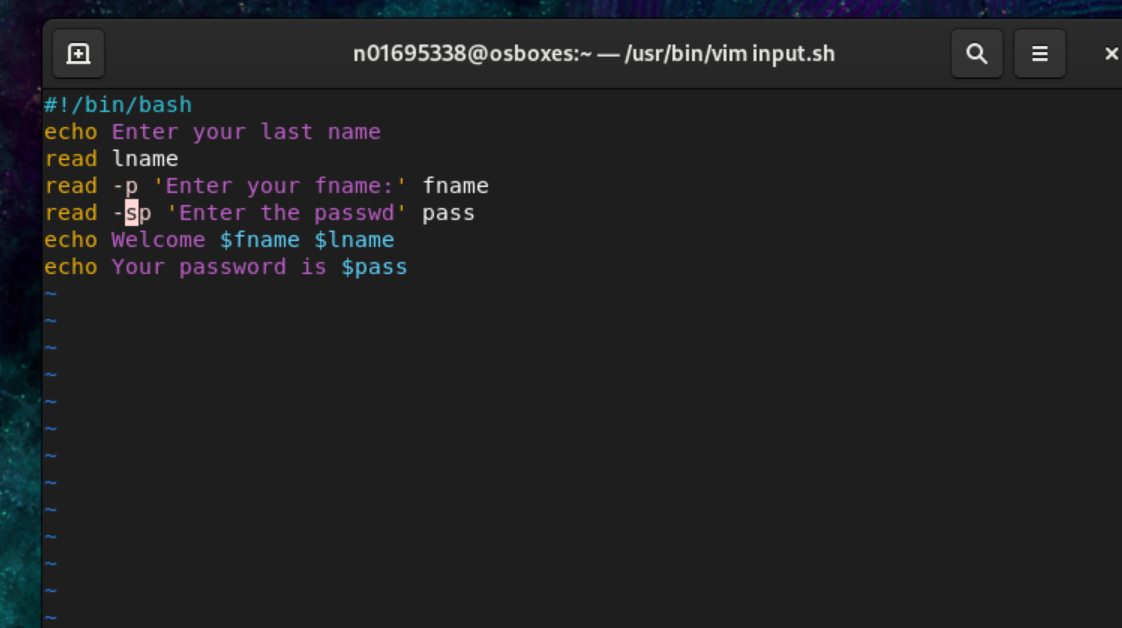 n01695338@osboxes:~ — /usr/bin/vim input.sh
#!/bin/bash
echo Enter your last name
read lname
read -p 'Enter your fname:' fname
read -sp 'Enter the passwd' pass
echo Welcome $fname $lname
echo Your password is $pass
~
~
~
~
~
~
~
~
~
~
~
~
~